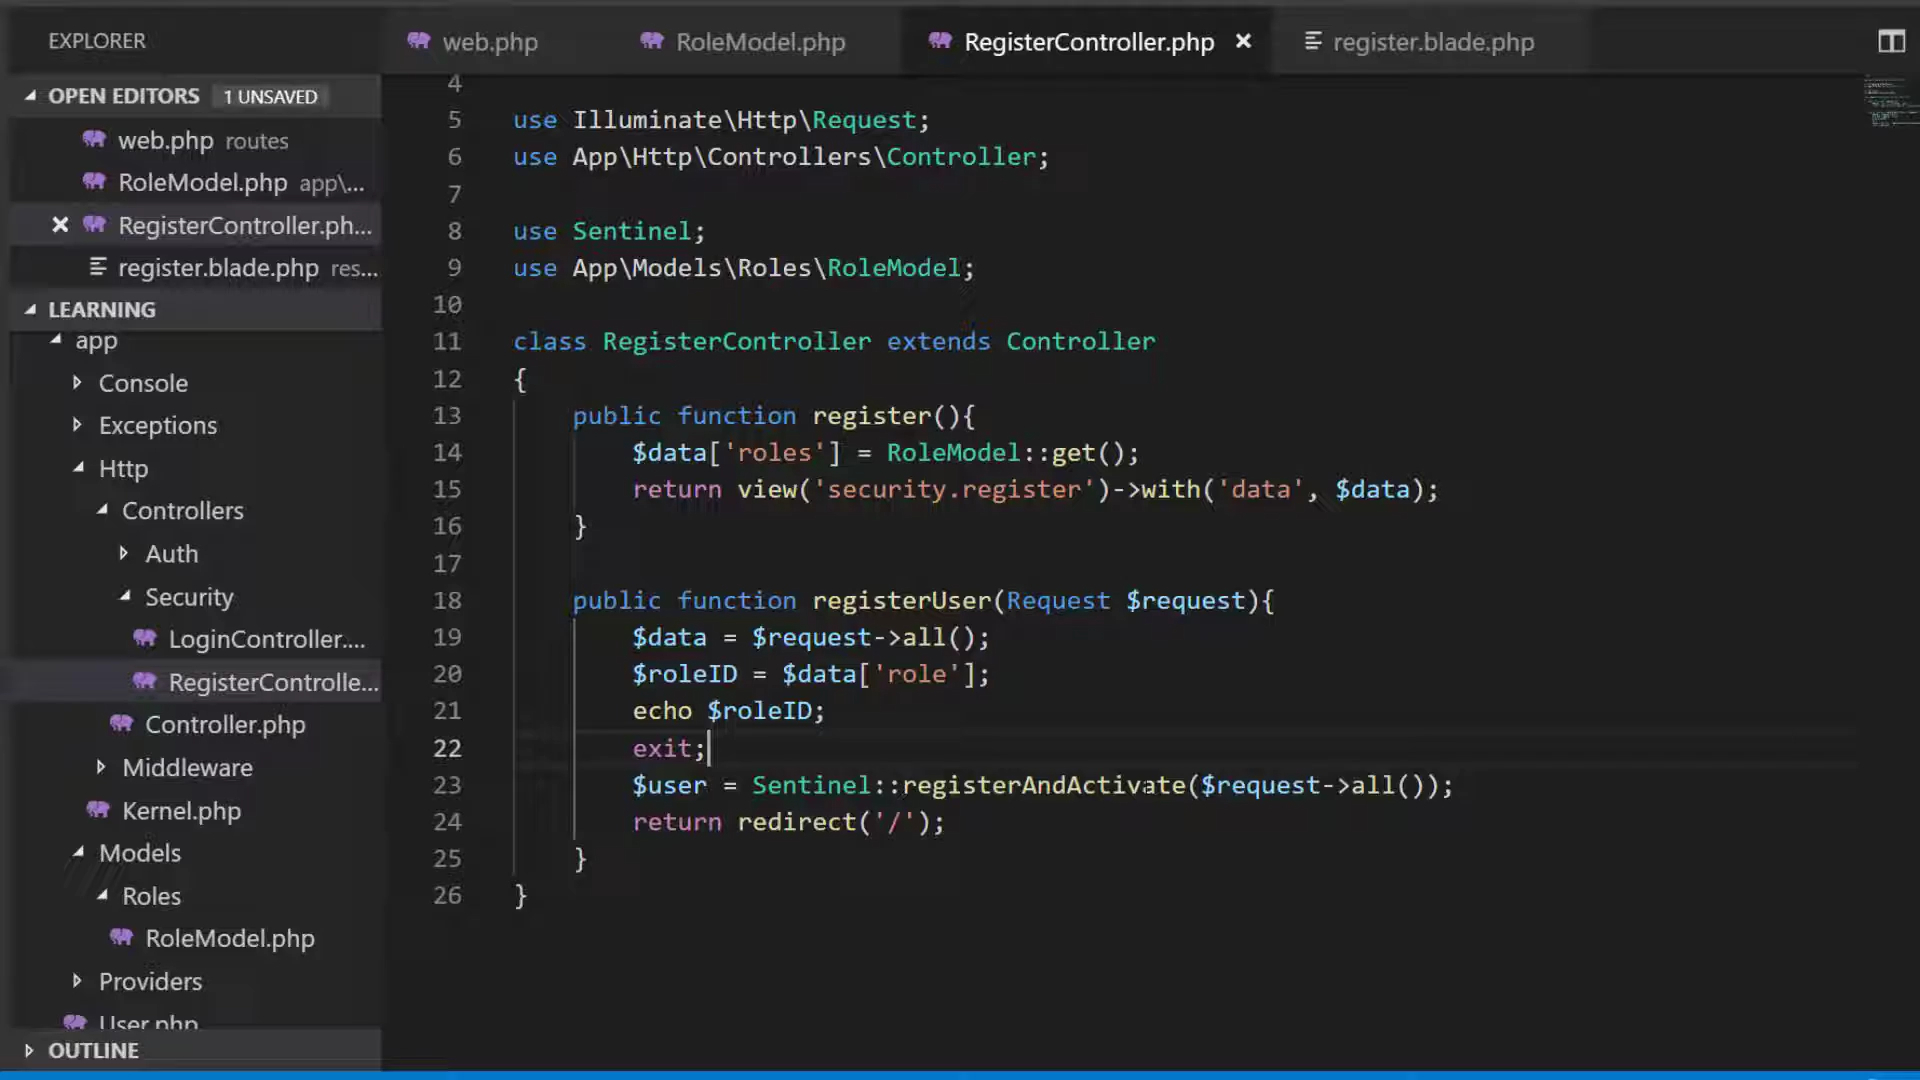 EXPLORER
web.php
RoleModel.php
RegisterController.php
register.blade.php
OPEN EDITORS 1 UNSAVED
web.php routes
RoleModel.php app\...
RegisterController.ph...
register.blade.php res...
LEARNING
app
Console
Exceptions
Http
Controllers
Auth
Security
LoginController....
RegisterControlle...
Controller.php
Middleware
Kernel.php
Models
Roles
RoleModel.php
Providers
User.php
OUTLINE
4
5 use Illuminate\Http\Request;
6 use App\Http\Controllers\Controller;
7
8 use Sentinel;
9 use App\Models\Roles\RoleModel;
10
11 class RegisterController extends Controller
12 {
13 public function register(){
14 $data['roles'] = RoleModel::get();
15 return view('security.register')->with('data', $data);
16 }
17
18 public function registerUser(Request $request){
19 $data = $request->all();
20 $roleID = $data['role'];
21 echo $roleID;
22 exit;
23 $user = Sentinel::registerAndActivate($request->all());
24 return redirect('/');
25 }
26 }